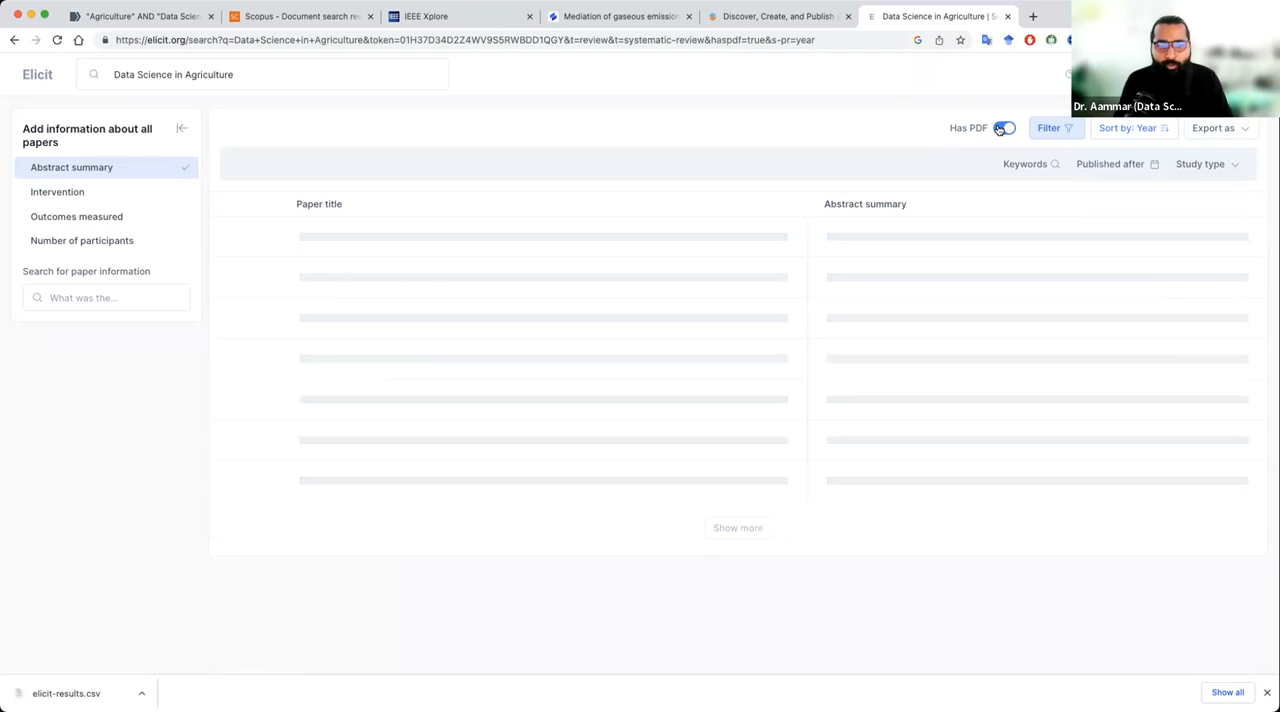 "Agriculture" AND "Data Scien
Scopus - Document search res
IEEE Xplore
Mediation of gaseous emission
Discover, Create, and Publish
Data Science in Agriculture | S
https://elicit.org/search?q=Data+Science+in+Agriculture&token=01H37D34D2Z4WY29S5RWBDD1QGY&t=review&t=systematic-review&haspdf=true&s-pr=year
Elicit
Data Science in Agriculture
Dr. Aammar (Data Sc...
Add information about all
papers
Has PDF
Filter
Sort by: Year
Export as
Abstract summary
Keywords
Published after
Study type
Intervention
Outcomes measured
Number of participants
Paper title
Abstract summary
Search for paper information
What was the...
Show more
elicit-results.csv
Show all